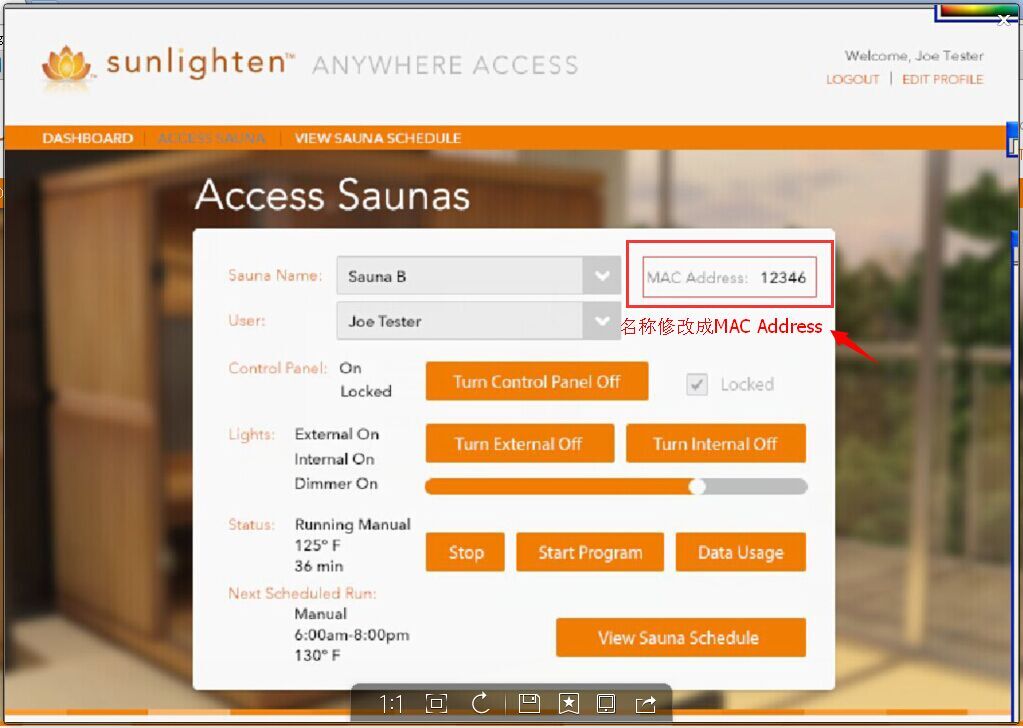 sunlighten™ ANYWHERE ACCESS
Welcome, Joe Tester
LOGOUT | EDIT PROFILE
DASHBOARD | ACCESS SAUNA | VIEW SAUNA SCHEDULE
Access Saunas
Sauna Name: Sauna B
MAC Address: 12346
User: Joe Tester
名称修改成MAC Address
Control Panel: On
Locked
Turn Control Panel Off
Locked
Lights: External On
Internal On
Dimmer On
Turn External Off
Turn Internal Off
Status: Running Manual
125° F
36 min
Stop
Start Program
Data Usage
Next Scheduled Run:
Manual
6:00am-8:00pm
130° F
View Sauna Schedule
1:1